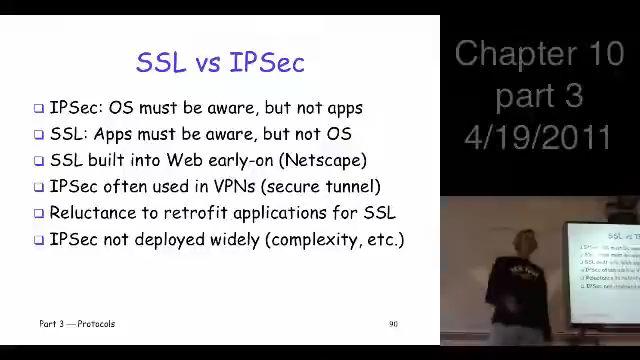 SSL vs IPSec
❑ IPSec: OS must be aware, but not apps
❑ SSL: Apps must be aware, but not OS
❑ SSL built into Web early-on (Netscape)
❑ IPSec often used in VPNs (secure tunnel)
❑ Reluctance to retrofit applications for SSL
❑ IPSec not deployed widely (complexity, etc.)
Part 3 — Protocols
90
Chapter 10
part 3
4/19/2011